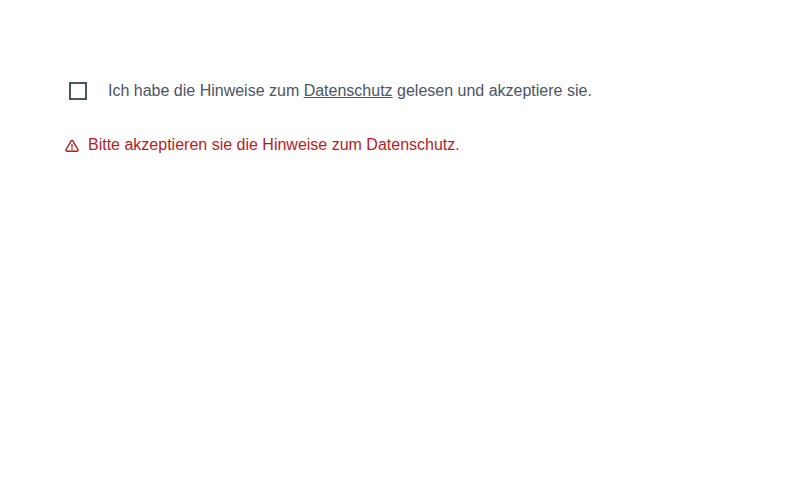 Ich habe die Hinweise zum Datenschutz gelesen und akzeptiere sie.
Bitte akzeptieren sie die Hinweise zum Datenschutz.